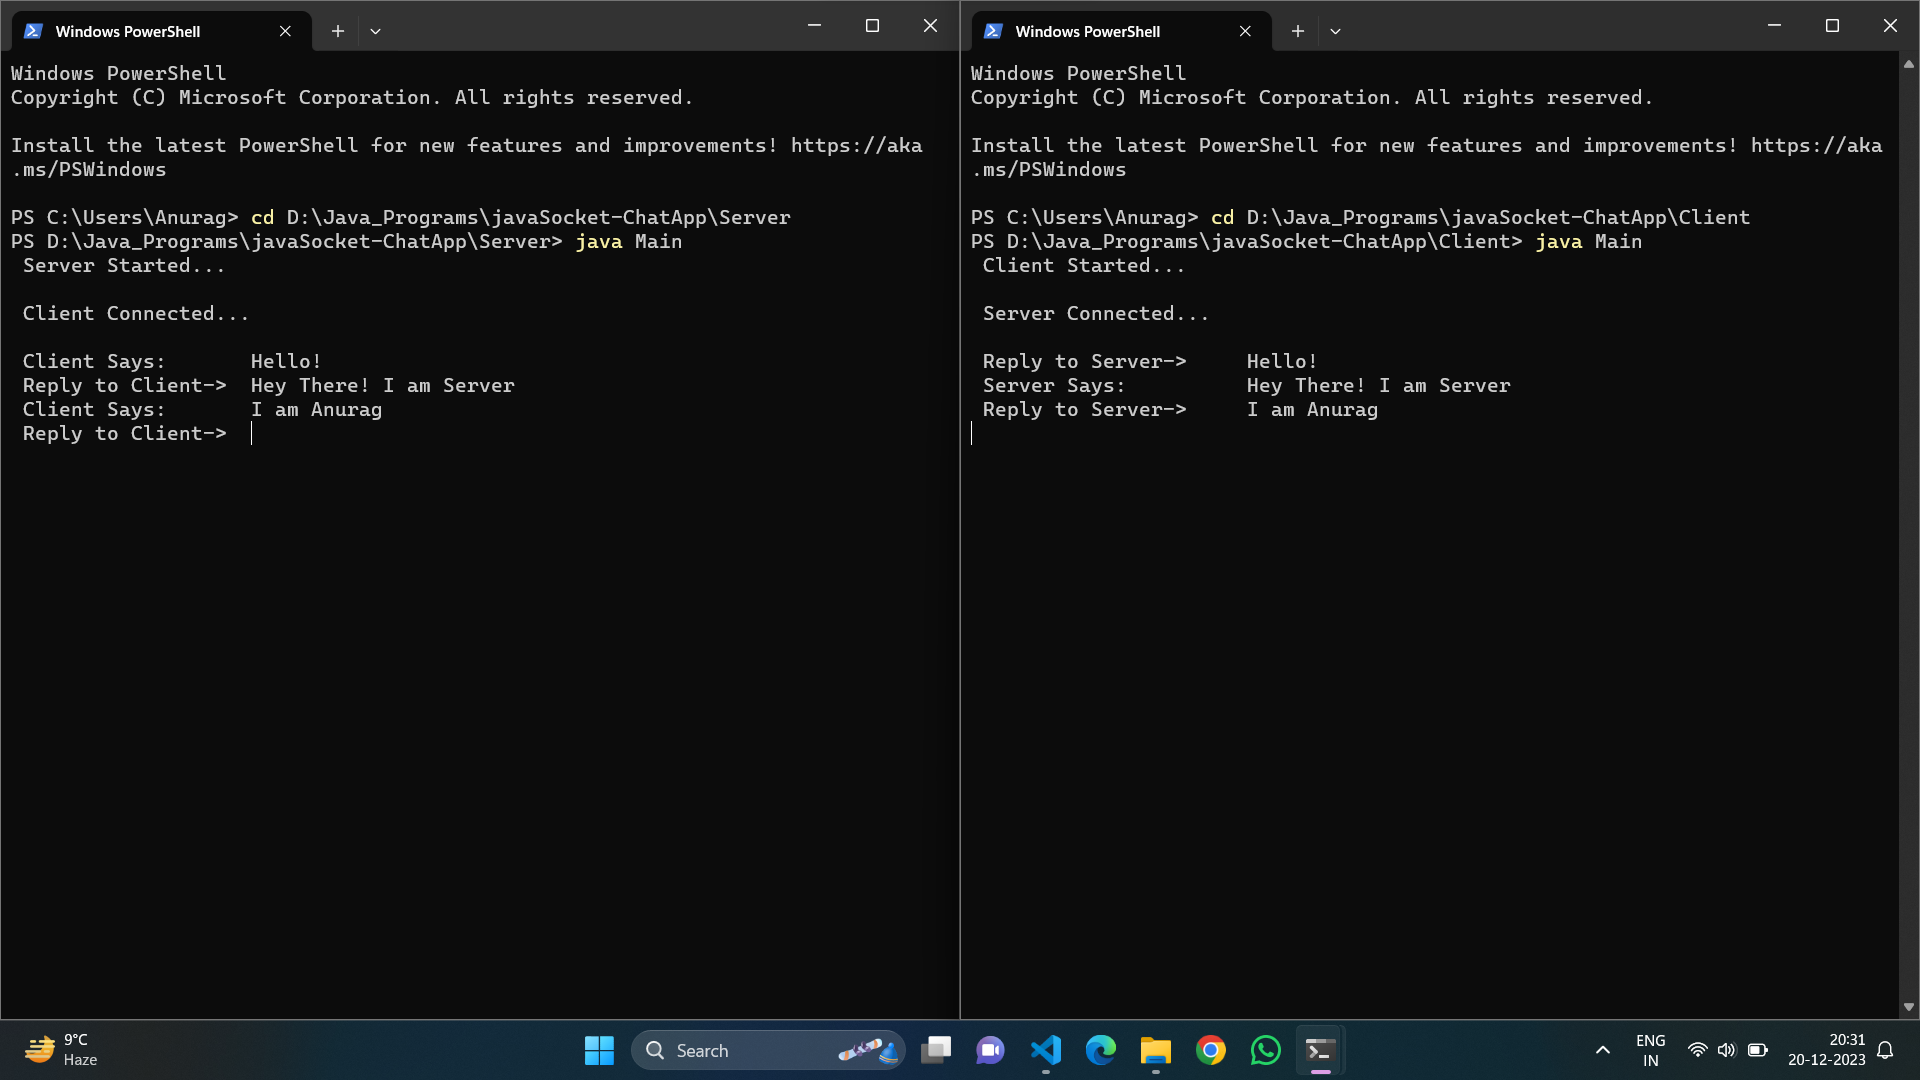 Windows PowerShell
Windows PowerShell
Copyright (C) Microsoft Corporation. All rights reserved.
Install the latest PowerShell for new features and improvements! https://aka
.ms/PSWindows
PS C:\Users\Anurag> cd D:\Java_Programs\javaSocket-ChatApp\Server
PS D:\Java_Programs\javaSocket-ChatApp\Server> java Main
Server Started...
Client Connected...
Client Says: Hello!
Reply to Client-> Hey There! I am Server
Client Says: I am Anurag
Reply to Client->
Windows PowerShell
Windows PowerShell
Copyright (C) Microsoft Corporation. All rights reserved.
Install the latest PowerShell for new features and improvements! https://aka
.ms/PSWindows
PS C:\Users\Anurag> cd D:\Java_Programs\javaSocket-ChatApp\Client
PS D:\Java_Programs\javaSocket-ChatApp\Client> java Main
Client Started...
Server Connected...
Reply to Server-> Hello!
Server Says: Hey There! I am Server
Reply to Server-> I am Anurag
9°C
Haze
Search
ENG
IN
20:31
20-12-2023